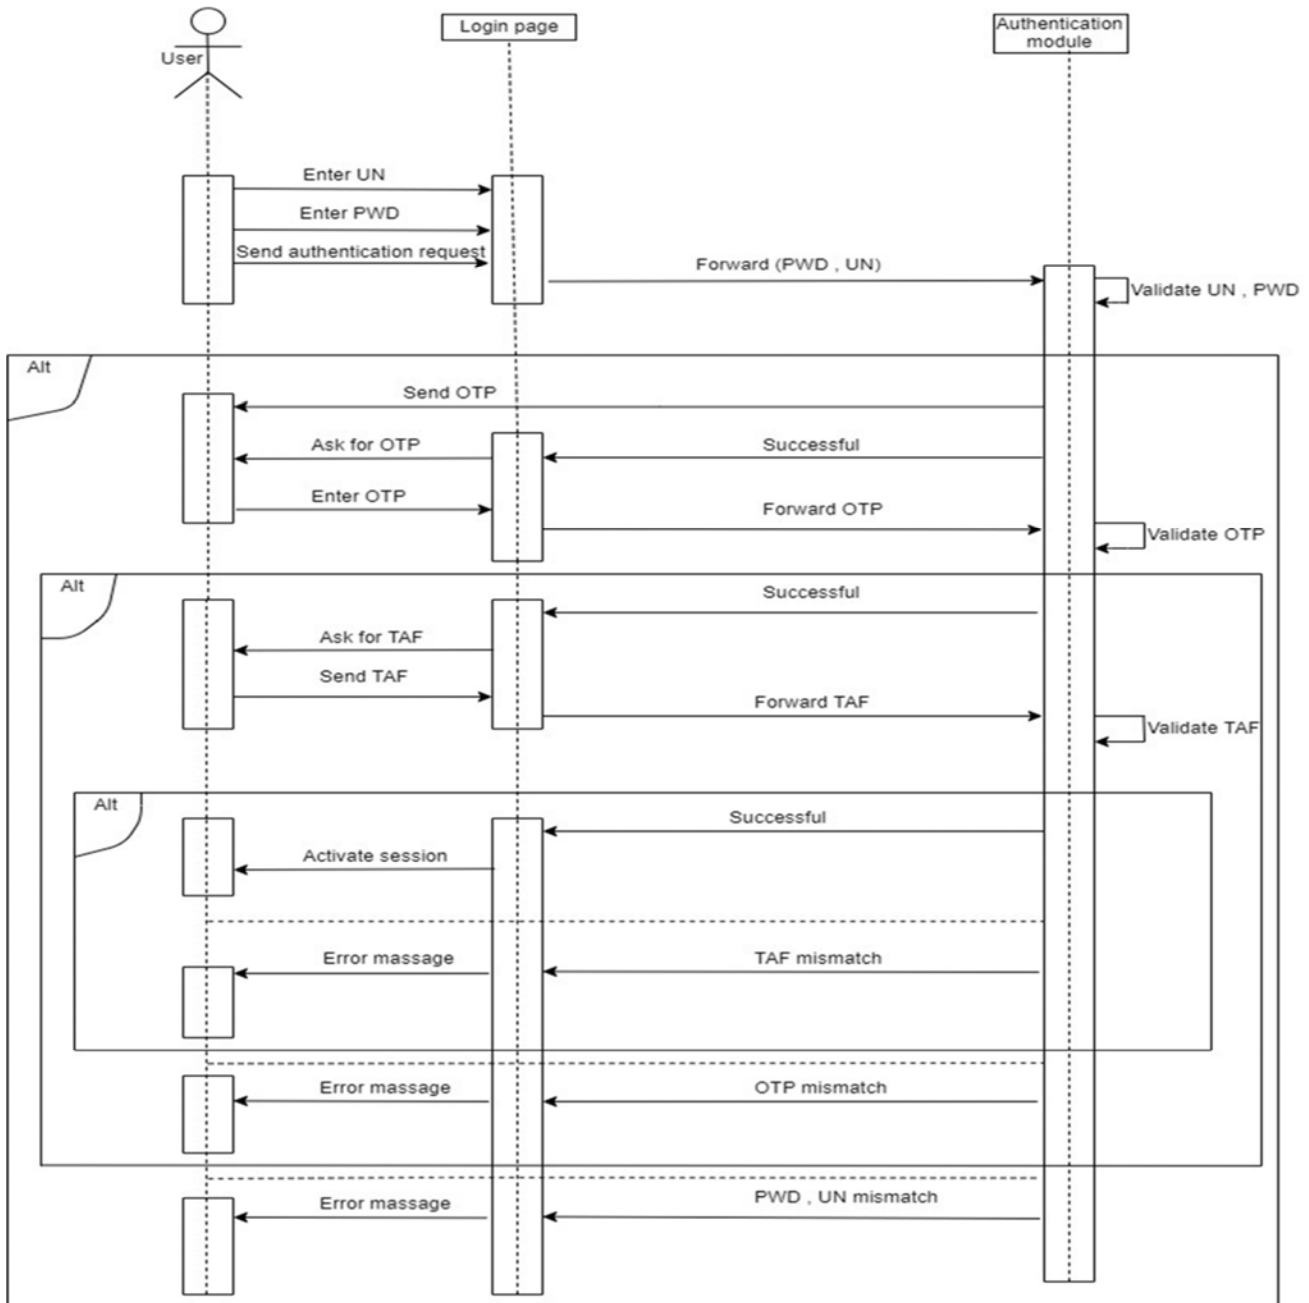 User
Login page
Authentication
module
Enter UN
Enter PWD
Send authentication request
Forward (PWD , UN)
Validate UN , PWD
Alt
Send OTP
Ask for OTP
Successful
Enter OTP
Forward OTP
Validate OTP
Alt
Successful
Ask for TAF
Send TAF
Forward TAF
Validate TAF
Alt
Successful
Activate session
Error massage
TAF mismatch
Error massage
OTP mismatch
Error massage
PWD , UN mismatch